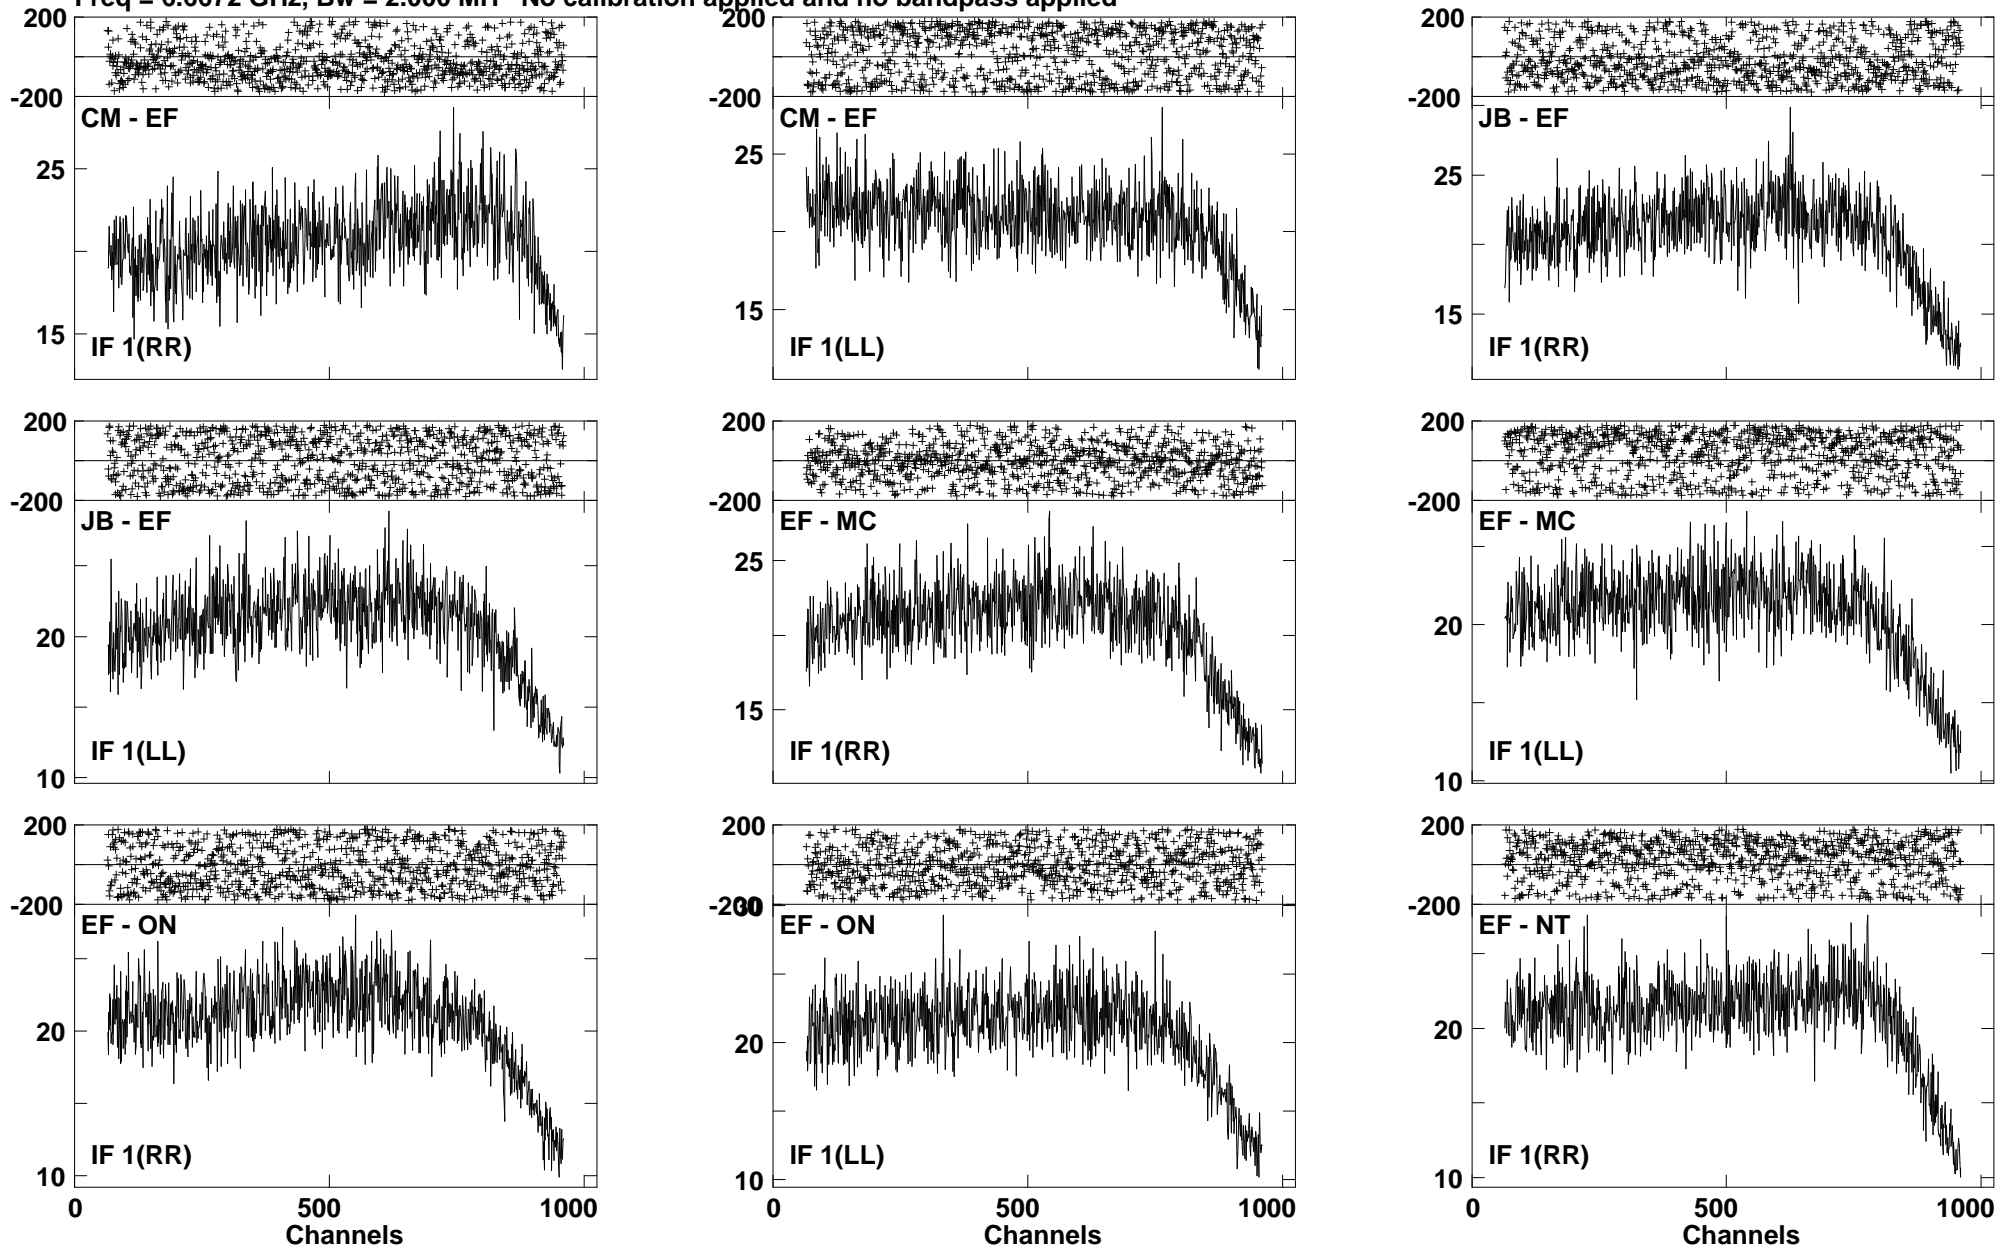 Freq = 6.6672 GHz, Bw = 2.000 MH No calibration applied and no bandpass applied
200
-200
CM - EF
25
15
IF 1(RR)
200
-200
CM - EF
25
15
IF 1(LL)
200
-200
JB - EF
25
15
IF 1(RR)
200
-200
JB - EF
20
10
IF 1(LL)
200
-200
EF - MC
25
15
IF 1(RR)
200
-200
EF - MC
20
10
IF 1(LL)
200
-200
EF - ON
20
10
IF 1(RR)
0 500 1000
Channels
200
-200
30
EF - ON
20
10
IF 1(LL)
0 500 1000
Channels
200
-200
EF - NT
20
10
IF 1(RR)
0 500 1000
Channels